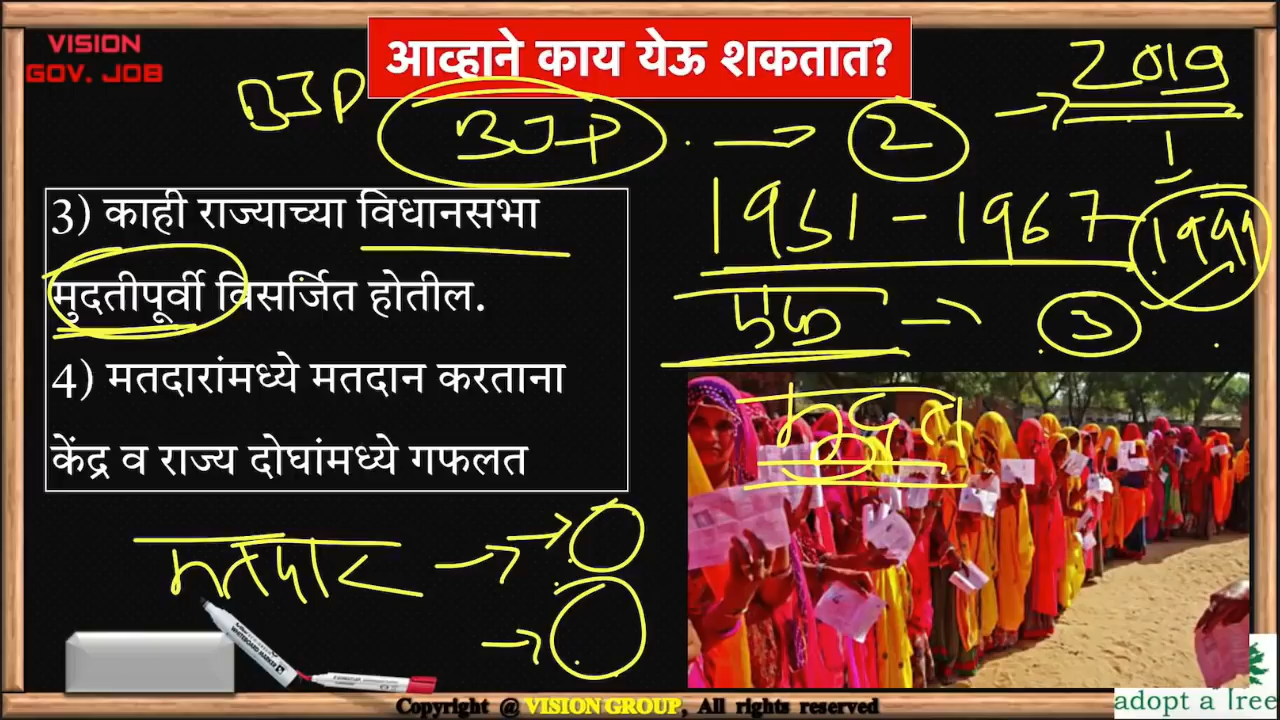 VISION
GOV. JOB
आव्हाने काय येऊ शकतात?
BJP
BJP
2
2019
1
1951 - 1967
3) काही राज्याच्या विधानसभा
मुदतीपूर्वी विसर्जित होतील.
3
4) मतदारांमध्ये मतदान करताना
केंद्र व राज्य दोघांमध्ये गफलत
मुदत
मतदार
Copyright @ VISION GROUP, All rights reserved
adopt a Tree